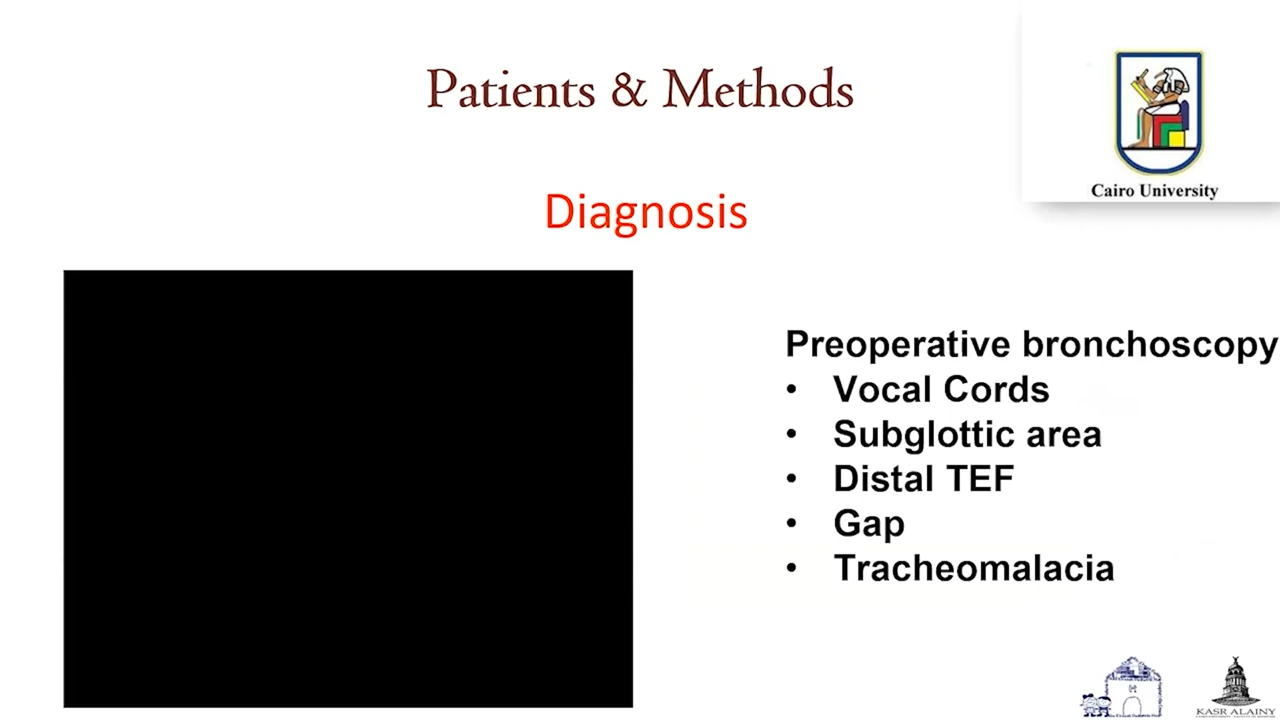 Patients & Methods
Cairo University
Diagnosis
Preoperative bronchoscopy
• Vocal Cords
• Subglottic area
• Distal TEF
• Gap
• Tracheomalacia
KASR ALAINY